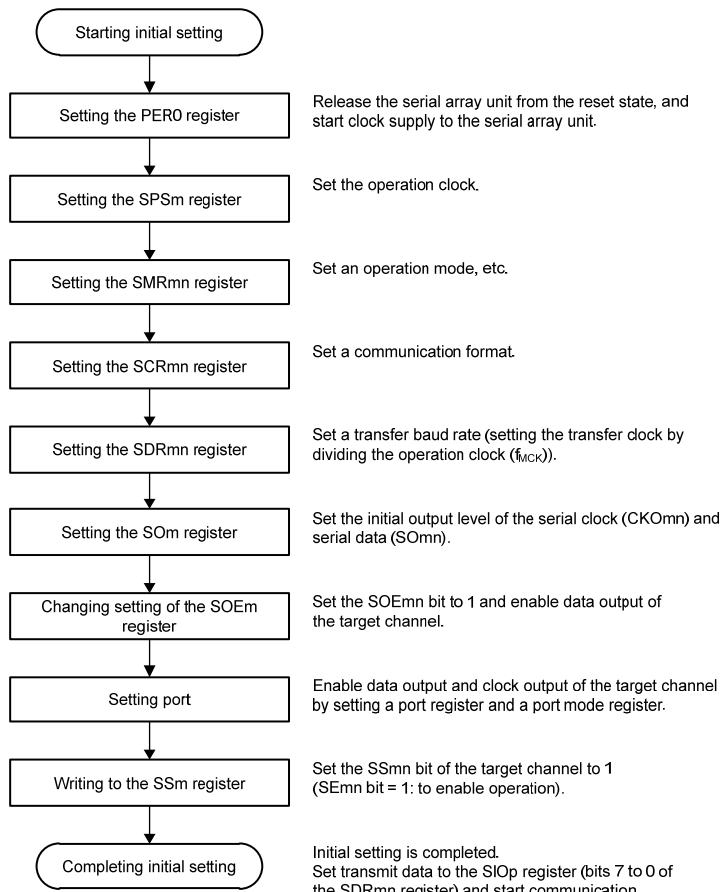 Starting initial setting
Setting the PER0 register
Release the serial array unit from the reset state, and
start clock supply to the serial array unit.
Setting the SPSm register
Set the operation clock.
Setting the SMRmn register
Set an operation mode, etc.
Setting the SCRmn register
Set a communication format.
Setting the SDRmn register
Set a transfer baud rate (setting the transfer clock by
dividing the operation clock (fMCK)).
Setting the SOm register
Set the initial output level of the serial clock (CKOmn) and
serial data (SOmn).
Changing setting of the SOEm
register
Set the SOEmn bit to 1 and enable data output of
the target channel.
Setting port
Enable data output and clock output of the target channel
by setting a port register and a port mode register.
Writing to the SSm register
Set the SSmn bit of the target channel to 1
(SEmn bit = 1: to enable operation).
Completing initial setting
Initial setting is completed.
Set transmit data to the SIOp register (bits 7 to 0 of
the SDRmn register) and start communication